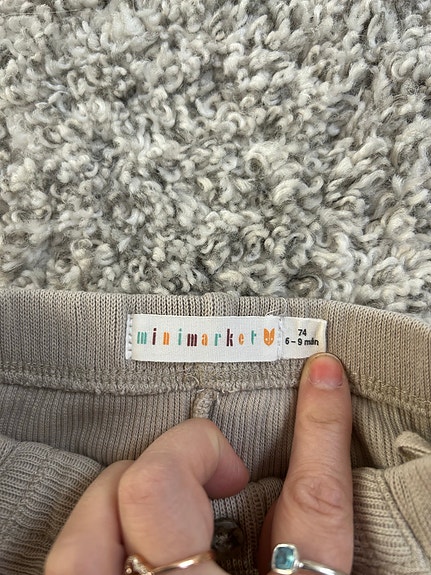 minimarket
74
6 – 9 mån